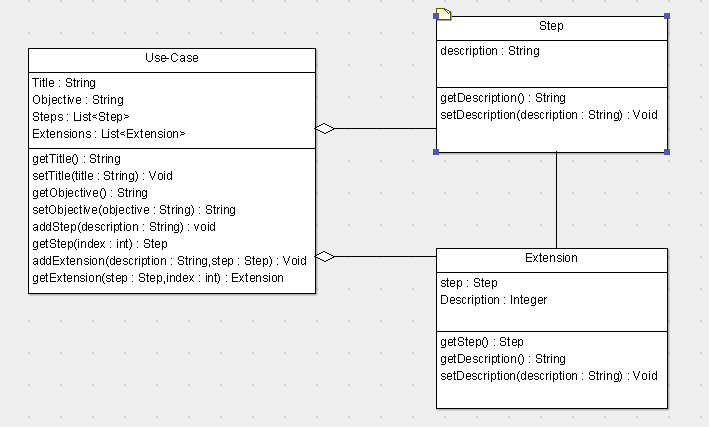 Use-Case
Title : String
Objective : String
Steps : List<Step>
Extensions : List<Extension>
getTitle() : String
setTitle(title : String) : Void
getObjective() : String
setObjective(objective : String) : String
addStep(description : String) : void
getStep(index : int) : Step
addExtension(description : String,step : Step) : Void
getExtension(step : Step,index : int) : Extension
Step
description : String
getDescription() : String
setDescription(description : String) : Void
Extension
step : Step
Description : Integer
getStep() : Step
getDescription() : String
setDescription(description : String) : Void